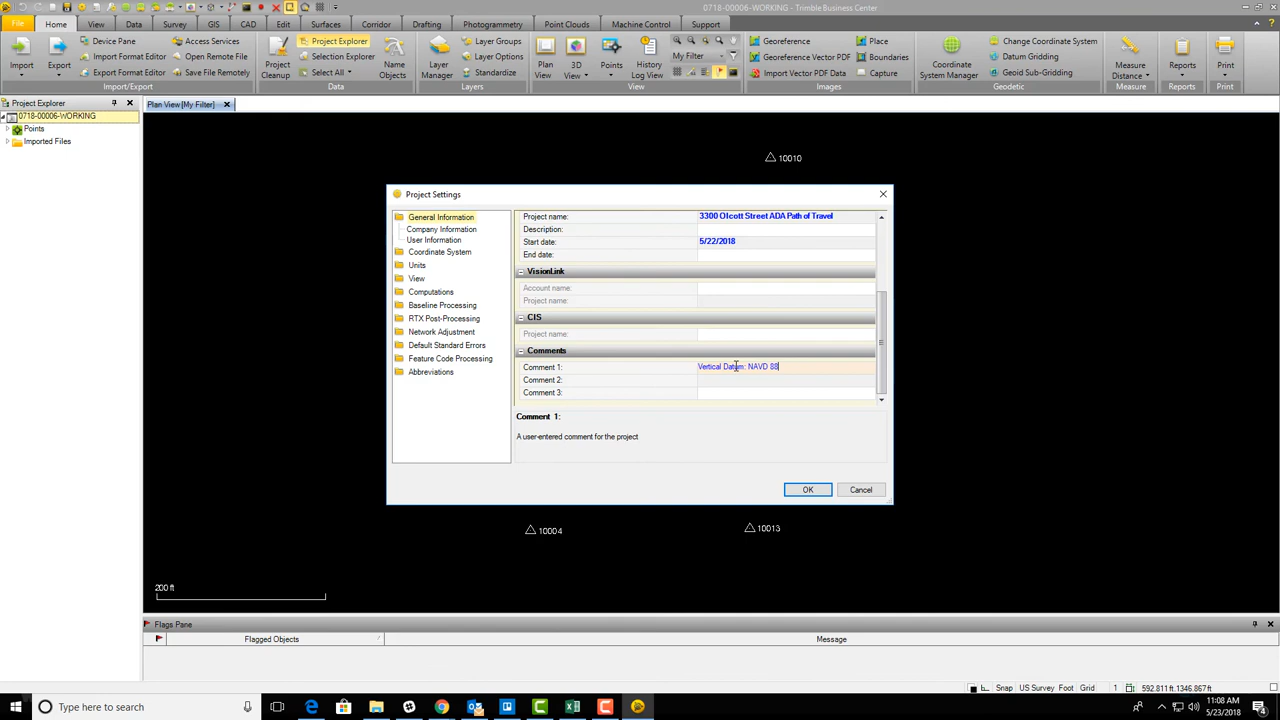 0718-00006-WORKING - Trimble Business Center
File Home View Data Survey GIS CAD Edit Surfaces Corridor Drafting Photogrammetry Point Clouds Machine Control Support
Device Pane Access Services Project Explorer Layer Groups My Filter Georeference Place Change Coordinate System
Import Export Import Format Editor Open Remote File Project Cleanup Selection Explorer Name Objects Layer Manager Layer Options Plan View 3D View Points History Log View Georeference Vector PDF Boundaries Coordinate System Manager Datum Gridding Measure Distance Reports Print
Export Format Editor Save File Remotely Select All Standardize Import Vector PDF Data Capture Geoid Sub-Gridding
Import/Export Data Layers View Images Geodetic Measure Reports Print
Project Explorer
Plan View [My Filter]
0718-00006-WORKING
Points
Imported Files
10010
Project Settings
General Information
Company Information
User Information
Coordinate System
Units
View
Computations
Baseline Processing
RTX Post-Processing
Network Adjustment
Default Standard Errors
Feature Code Processing
Abbreviations
Project name: 3300 Olcott Street ADA Path of Travel
Description:
Start date: 5/22/2018
End date:
VisionLink
Account name:
Project name:
CIS
Project name:
Comments
Comment 1: Vertical Datum: NAVD 88
Comment 2:
Comment 3:
Comment 1:
A user-entered comment for the project
OK Cancel
10004
10013
200 ft
Flags Pane
Flagged Objects Message
Snap US Survey Foot Grid 1 592.811 ft,1346.867 ft
Type here to search
11:08 AM
5/23/2018
4